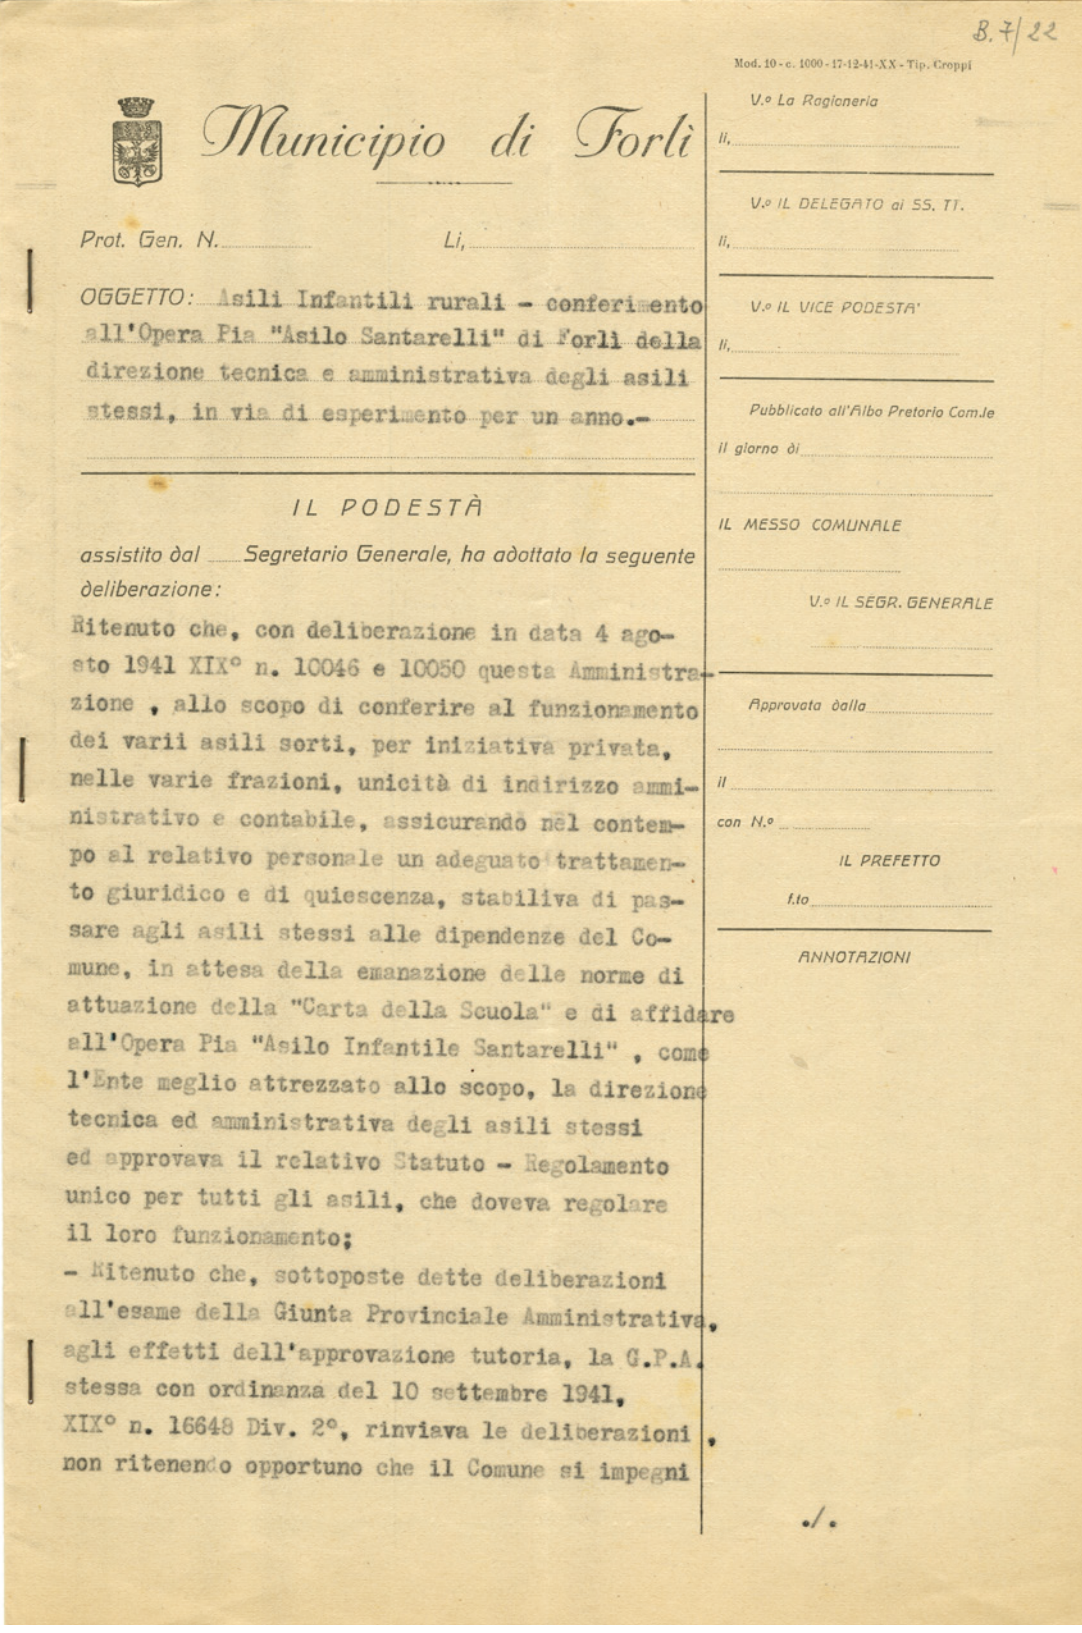 B. 7/22
Mod. 10 - c. 1000 - 17-12-41-XX - Tip. Croppi
Municipio di Forlì
Prot. Gen. N. Li,
OGGETTO: Asili Infantili rurali - conferimento
all'Opera Pia "Asilo Santarelli" di Forlì della
direzione tecnica e amministrativa degli asili
stessi, in via di esperimento per un anno.-
IL PODESTÀ
assistito dal Segretario Generale, ha adottato la seguente
deliberazione:
Ritenuto che, con deliberazione in data 4 ago-
sto 1941 XIX° n. 10046 e 10050 questa Amministra-
zione , allo scopo di conferire al funzionamento
dei varii asili sorti, per iniziativa privata,
nelle varie frazioni, unicità di indirizzo ammi-
nistrativo e contabile, assicurando nel contem-
po al relativo personale un adeguato trattamen-
to giuridico e di quiescenza, stabiliva di pas-
sare agli asili stessi alle dipendenze del Co-
mune, in attesa della emanazione delle norme di
attuazione della "Carta della Scuola" e di affidare
all'Opera Pia "Asilo Infantile Santarelli" , come
l'Ente meglio attrezzato allo scopo, la direzione
tecnica ed amministrativa degli asili stessi
ed approvava il relativo Statuto - Regolamento
unico per tutti gli asili, che doveva regolare
il loro funzionamento;
- Ritenuto che, sottoposte dette deliberazioni
all'esame della Giunta Provinciale Amministrativa,
agli effetti dell'approvazione tutoria, la G.P.A.
stessa con ordinanza del 10 settembre 1941,
XIX° n. 16648 Div. 2°, rinviava le deliberazioni ,
non ritenendo opportuno che il Comune si impegni
./.
V.° La Ragioneria
li,
V.° IL DELEGATO ai SS. TT.
li,
V.° IL VICE PODESTA'
li,
Pubblicato all'Albo Pretorio Com.le
il giorno di
IL MESSO COMUNALE
V.° IL SEGR. GENERALE
Approvata dalla
il
con N.°
IL PREFETTO
f.to
ANNOTAZIONI